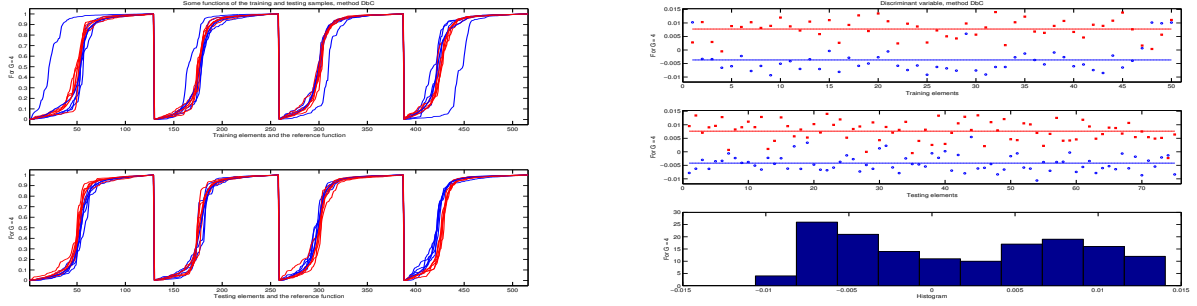 Some functions of the training and testing samples, method DbC
For G = 4
1
0.9
0.8
0.7
0.6
0.5
0.4
0.3
0.2
0.1
0
50 100 150 200 250 300 350 400 450 500
Training elements and the reference function
For G = 4
1
0.9
0.8
0.7
0.6
0.5
0.4
0.3
0.2
0.1
0
50 100 150 200 250 300 350 400 450 500
Testing elements and the reference function
Discriminant variable, method DbC
For G = 4
0.015
0.01
0.005
0
−0.005
−0.01
0 5 10 15 20 25 30 35 40 45 50
Training elements
For G = 4
0.015
0.01
0.005
0
−0.005
−0.01
0 10 20 30 40 50 60 70
Testing elements
For G = 4
30
25
20
15
10
5
0
−0.015 −0.01 −0.005 0 0.005 0.01 0.015
Histogram